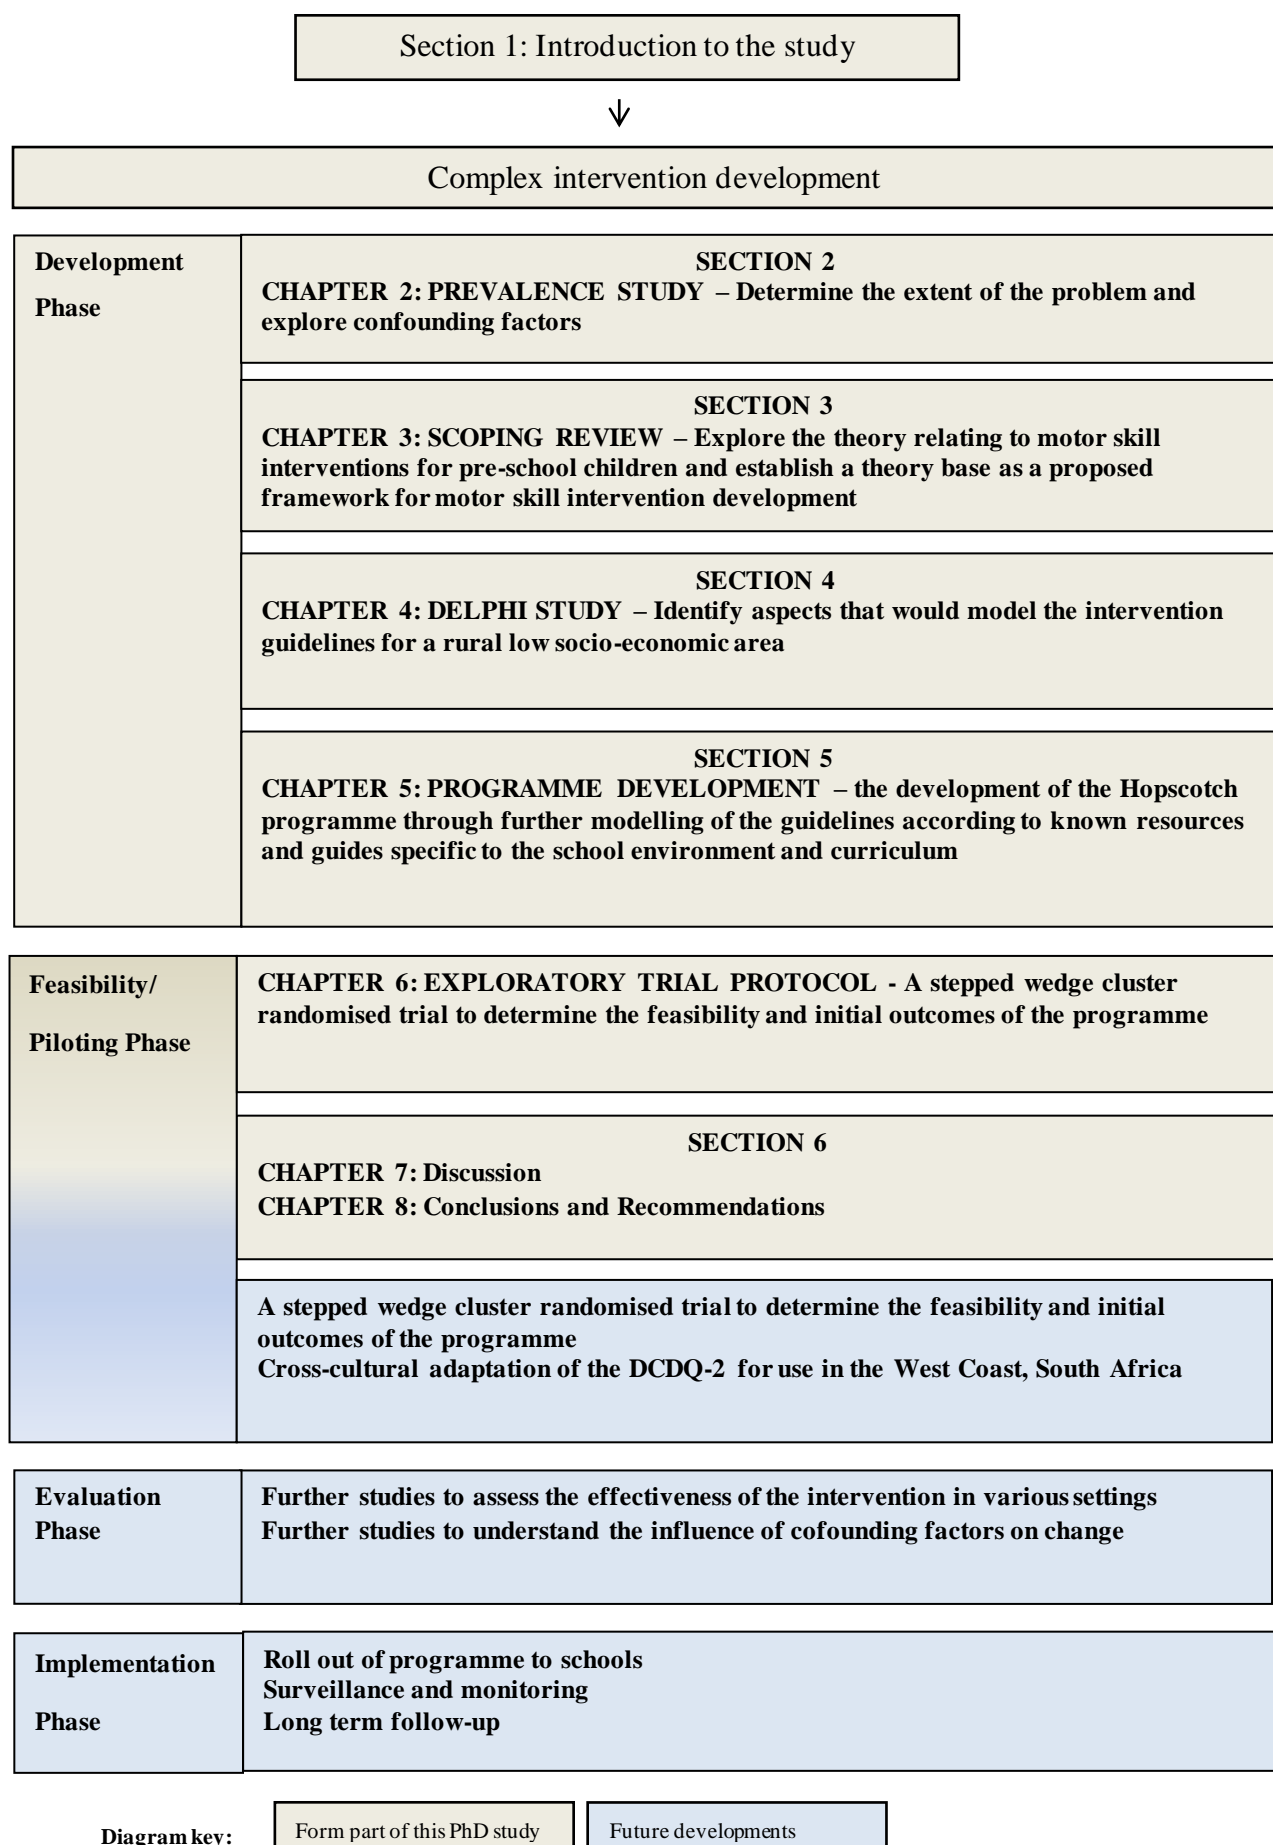 Section 1: Introduction to the study
Complex intervention development
Development
Phase
SECTION 2
CHAPTER 2: PREVALENCE STUDY – Determine the extent of the problem and
explore confounding factors
SECTION 3
CHAPTER 3: SCOPING REVIEW – Explore the theory relating to motor skill
interventions for pre-school children and establish a theory base as a proposed
framework for motor skill intervention development
SECTION 4
CHAPTER 4: DELPHI STUDY – Identify aspects that would model the intervention
guidelines for a rural low socio-economic area
SECTION 5
CHAPTER 5: PROGRAMME DEVELOPMENT – the development of the Hopscotch
programme through further modelling of the guidelines according to known resources
and guides specific to the school environment and curriculum
Feasibility/
Piloting Phase
CHAPTER 6: EXPLORATORY TRIAL PROTOCOL - A stepped wedge cluster
randomised trial to determine the feasibility and initial outcomes of the programme
SECTION 6
CHAPTER 7: Discussion
CHAPTER 8: Conclusions and Recommendations
A stepped wedge cluster randomised trial to determine the feasibility and initial
outcomes of the programme
Cross-cultural adaptation of the DCDQ-2 for use in the West Coast, South Africa
Evaluation
Phase
Further studies to assess the effectiveness of the intervention in various settings
Further studies to understand the influence of cofounding factors on change
Implementation
Phase
Roll out of programme to schools
Surveillance and monitoring
Long term follow-up
Diagram key:
Form part of this PhD study
Future developments